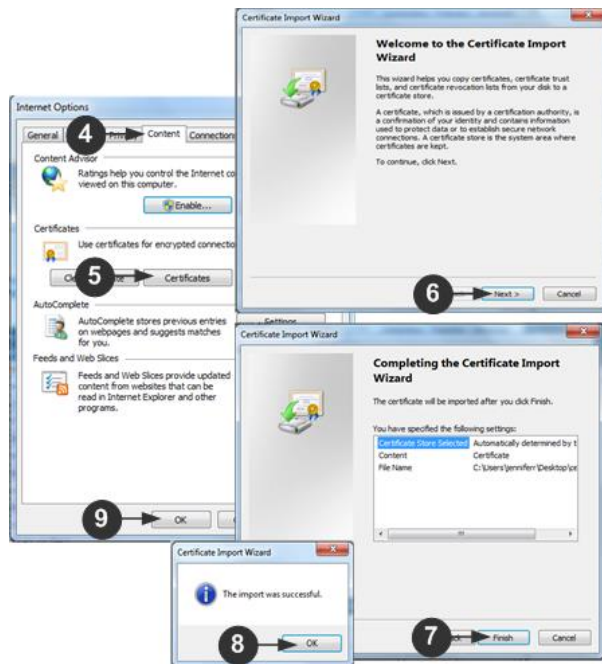 Certificate Import Wizard
Welcome to the Certificate Import
Wizard
This wizard helps you copy certificates, certificate trust
lists, and certificate revocation lists from your disk to a
certificate store.
A certificate, which is issued by a certification authority, is
a confirmation of your identity and contains information
used to protect data or to establish secure network
connections. A certificate store is the system area where
certificates are kept.
To continue, click Next.
6
Next >
Cancel
Internet Options
General
4
Privacy
Content
Connections
Content Advisor
Ratings help you control the Internet co
viewed on this computer.
Enable...
Certificates
Use certificates for encrypted connectio
5
Certificates
AutoComplete
AutoComplete stores previous entries
on webpages and suggests matches
for you.
Settings
Feeds and Web Slices
Feeds and Web Slices provide updated
content from websites that can be
read in Internet Explorer and other
programs.
9
OK
Certificate Import Wizard
Completing the Certificate Import
Wizard
The certificate will be imported after you click Finish.
You have specified the following settings:
Certificate Store Selected Automatically determined by t
Content Certificate
File Name C:\Users\jenniferr\Desktop\ce
7
Finish
Cancel
Certificate Import Wizard
The import was successful.
8
OK